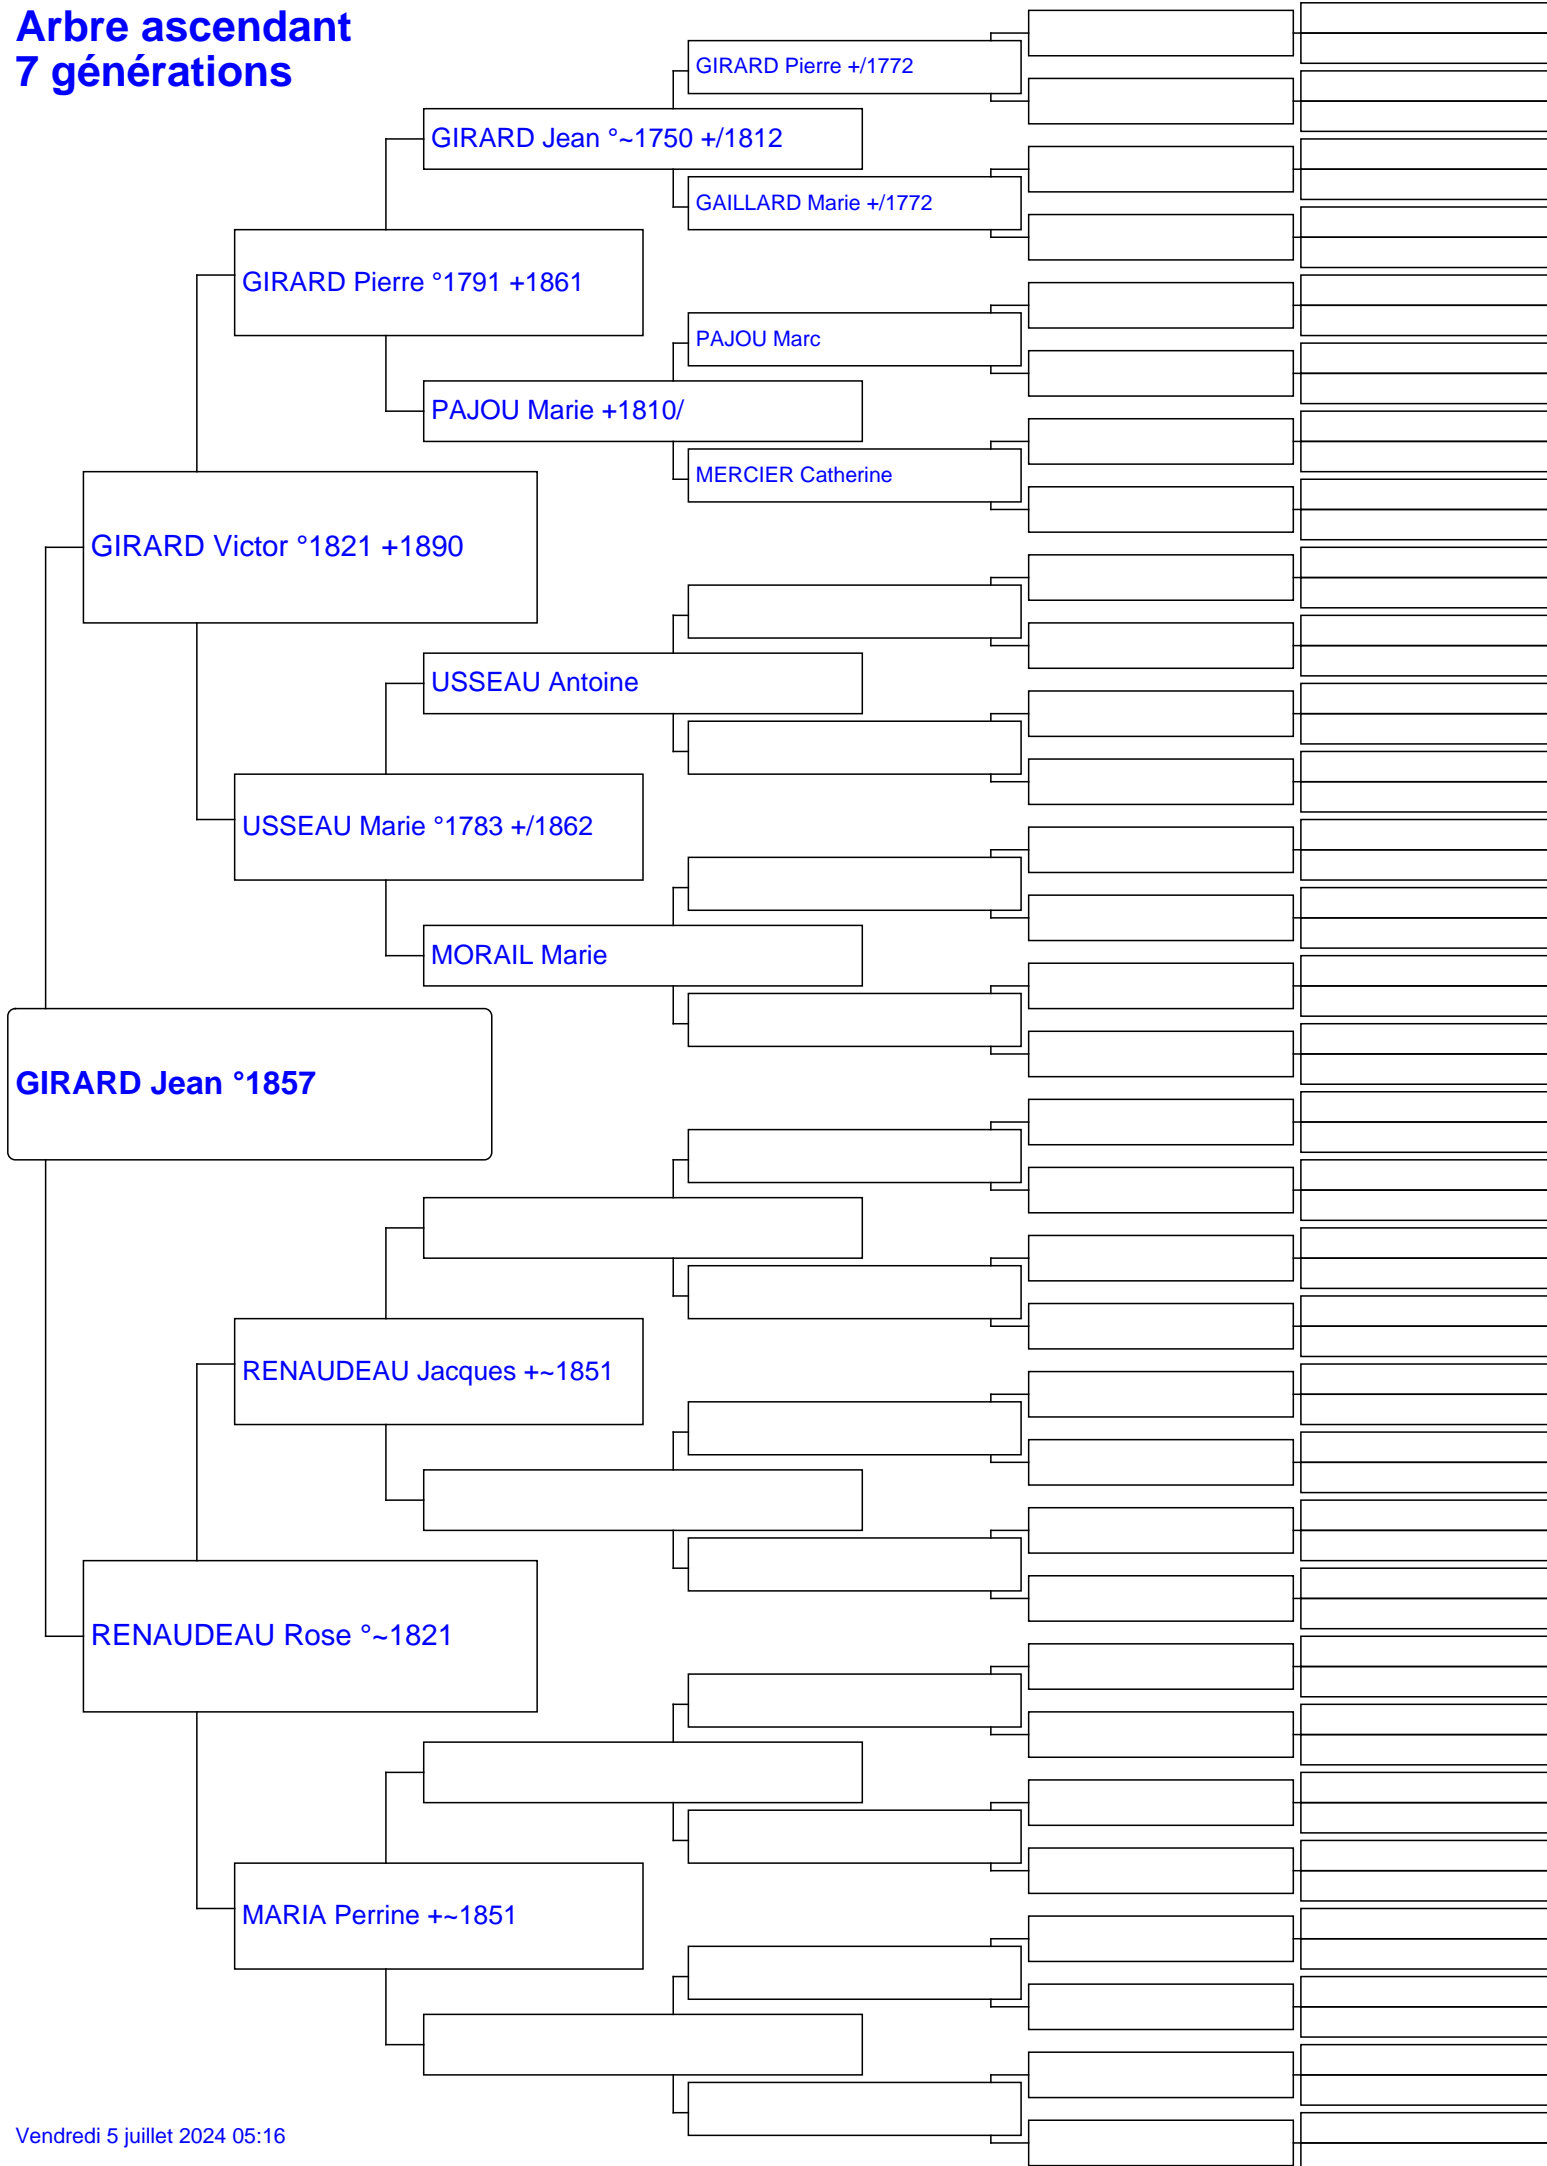 Arbre ascendant
7 générations
GIRARD Pierre +/1772
GIRARD Jean °~1750 +/1812
GAILLARD Marie +/1772
GIRARD Pierre °1791 +1861
PAJOU Marc
PAJOU Marie +1810/
MERCIER Catherine
GIRARD Victor °1821 +1890
USSEAU Antoine
USSEAU Marie °1783 +/1862
MORAIL Marie
GIRARD Jean °1857
RENAUDEAU Jacques +~1851
RENAUDEAU Rose °~1821
MARIA Perrine +~1851
Vendredi 5 juillet 2024 05:16